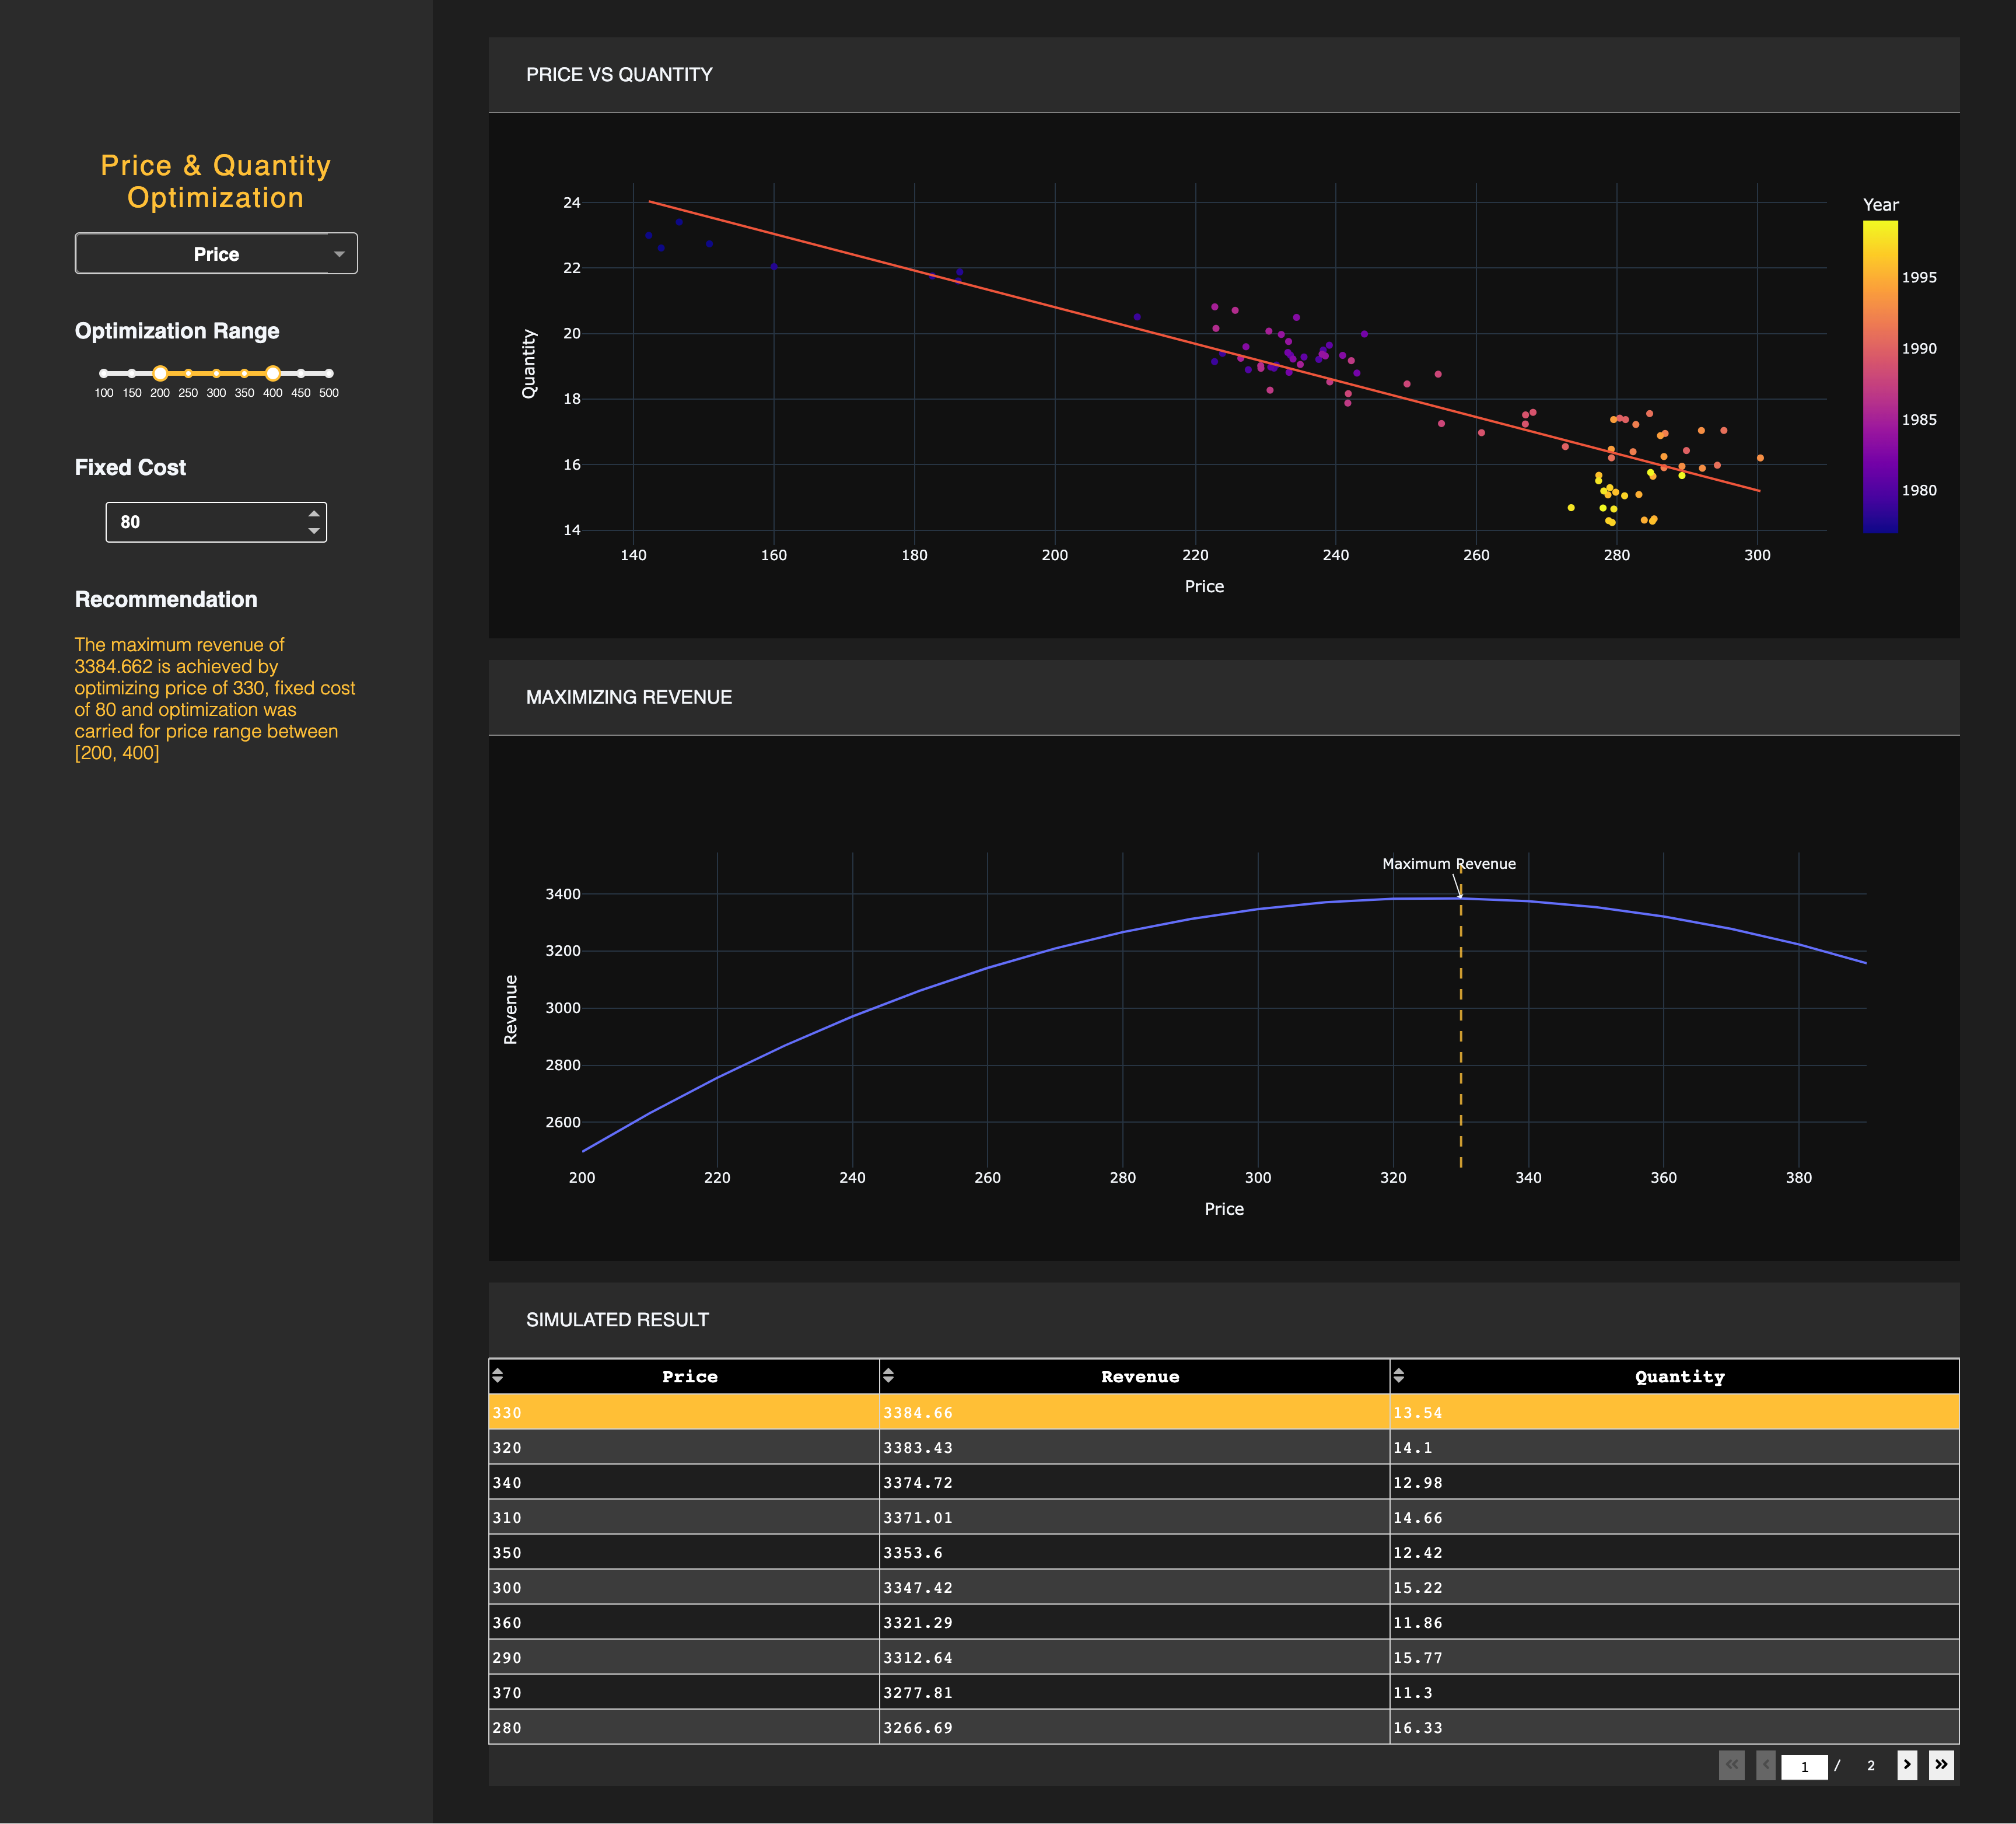 Price & Quantity
Optimization
Price
Optimization Range
100 150 200 250 300 350 400 450 500
Fixed Cost
80
Recommendation
The maximum revenue of
3384.662 is achieved by
optimizing price of 330, fixed cost
of 80 and optimization was
carried for price range between
[200, 400]
PRICE VS QUANTITY
24
22
20
18
16
14
Quantity
140 160 180 200 220 240 260 280 300
Price
Year
1995
1990
1985
1980
MAXIMIZING REVENUE
Maximum Revenue
3400
3200
3000
2800
2600
Revenue
200 220 240 260 280 300 320 340 360 380
Price
SIMULATED RESULT
Price Revenue Quantity
330 3384.66 13.54
320 3383.43 14.1
340 3374.72 12.98
310 3371.01 14.66
350 3353.6 12.42
300 3347.42 15.22
360 3321.29 11.86
290 3312.64 15.77
370 3277.81 11.3
280 3266.69 16.33
1 / 2